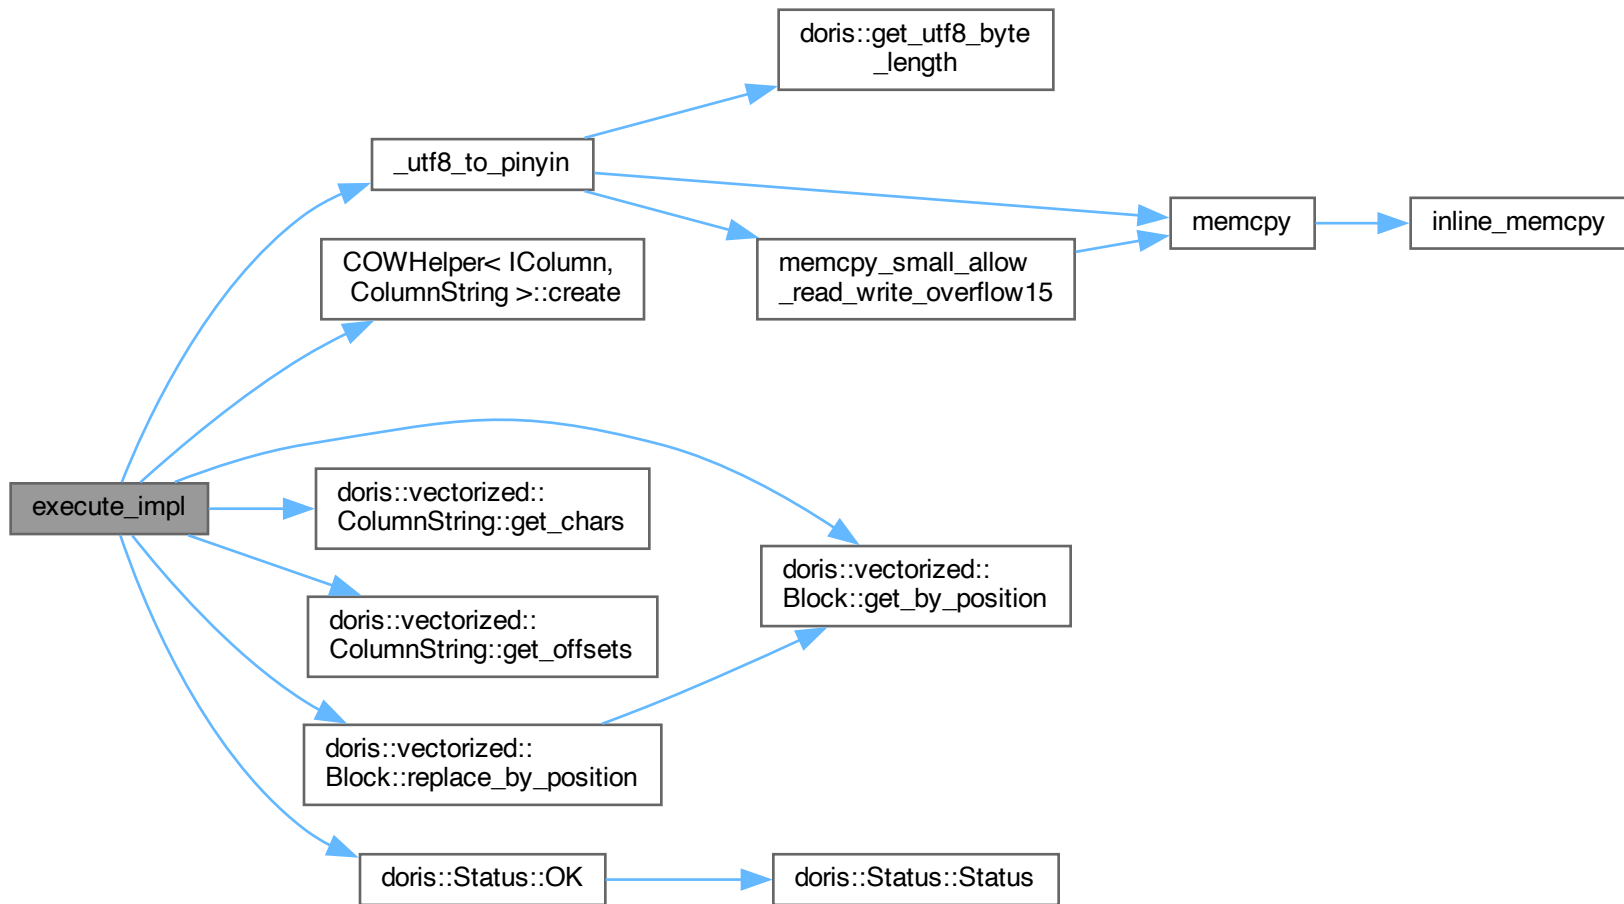 doris::get_utf8_byte
_length
_utf8_to_pinyin
memcpy
inline_memcpy
COWHelper< IColumn,
ColumnString >::create
memcpy_small_allow
_read_write_overflow15
execute_impl
doris::vectorized::
ColumnString::get_chars
doris::vectorized::
Block::get_by_position
doris::vectorized::
ColumnString::get_offsets
doris::vectorized::
Block::replace_by_position
doris::Status::OK
doris::Status::Status